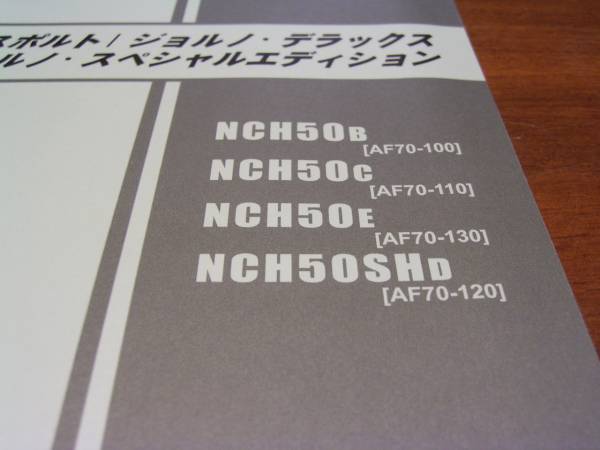 スポルト/ジョルノ・デラックス
ルノ・スペシャルエディション
NCH50B
[AF70-100]
NCH50C
[AF70-110]
NCH50E
[AF70-130]
NCH50SHD
[AF70-120]